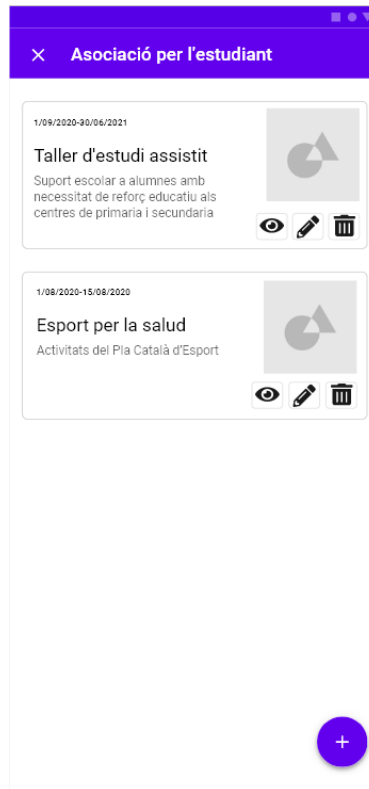 Asociació per l'estudiant
1/09/2020-30/06/2021
Taller d'estudi assistit
Suport escolar a alumnes amb
necessitat de reforç educatiu als
centres de primaria i secundaria
1/08/2020-15/08/2020
Esport per la salud
Activitats del Pla Català d'Esport